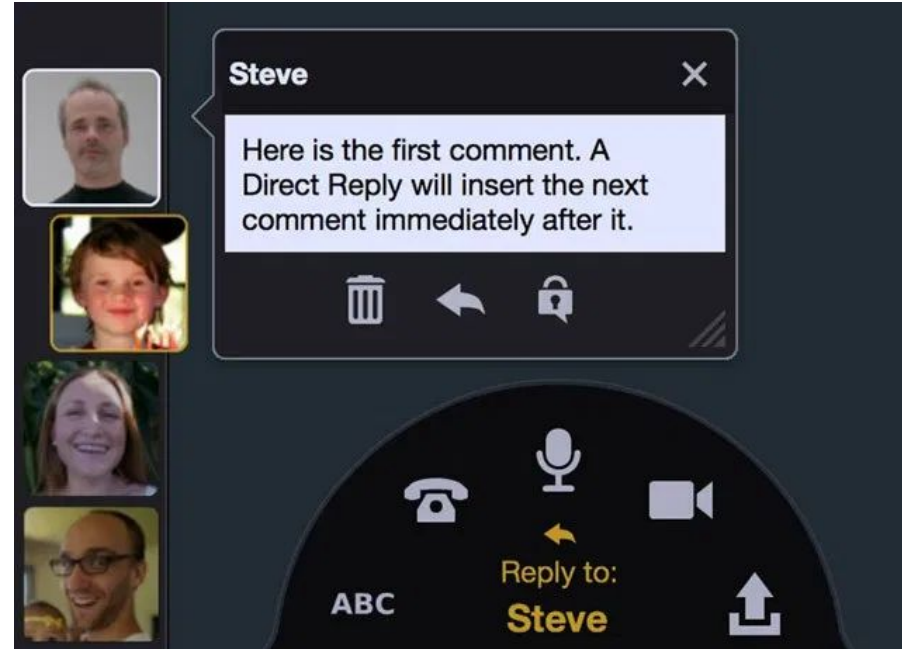 Steve
Here is the first comment. A
Direct Reply will insert the next
comment immediately after it.
Reply to:
ABC
Steve